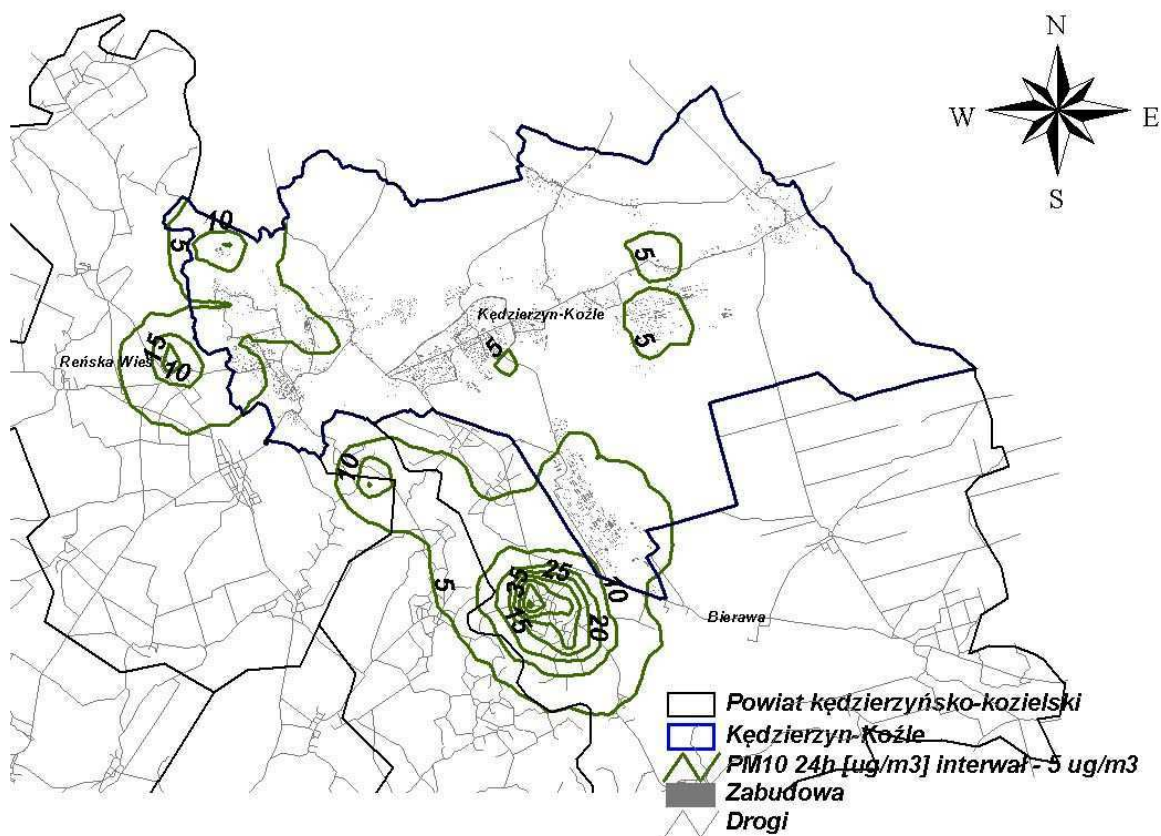 N
W E
S
10
5
5
Kędzierzyn-Koźle
5
5
15
Reńska Wieś
10
10
25
5
10
20
Bierawa
Powiat kędzierzyńsko-kozielski
Kędzierzyn-Koźle
PM10 24h [ug/m3] interwał - 5 ug/m3
Zabudowa
Drogi